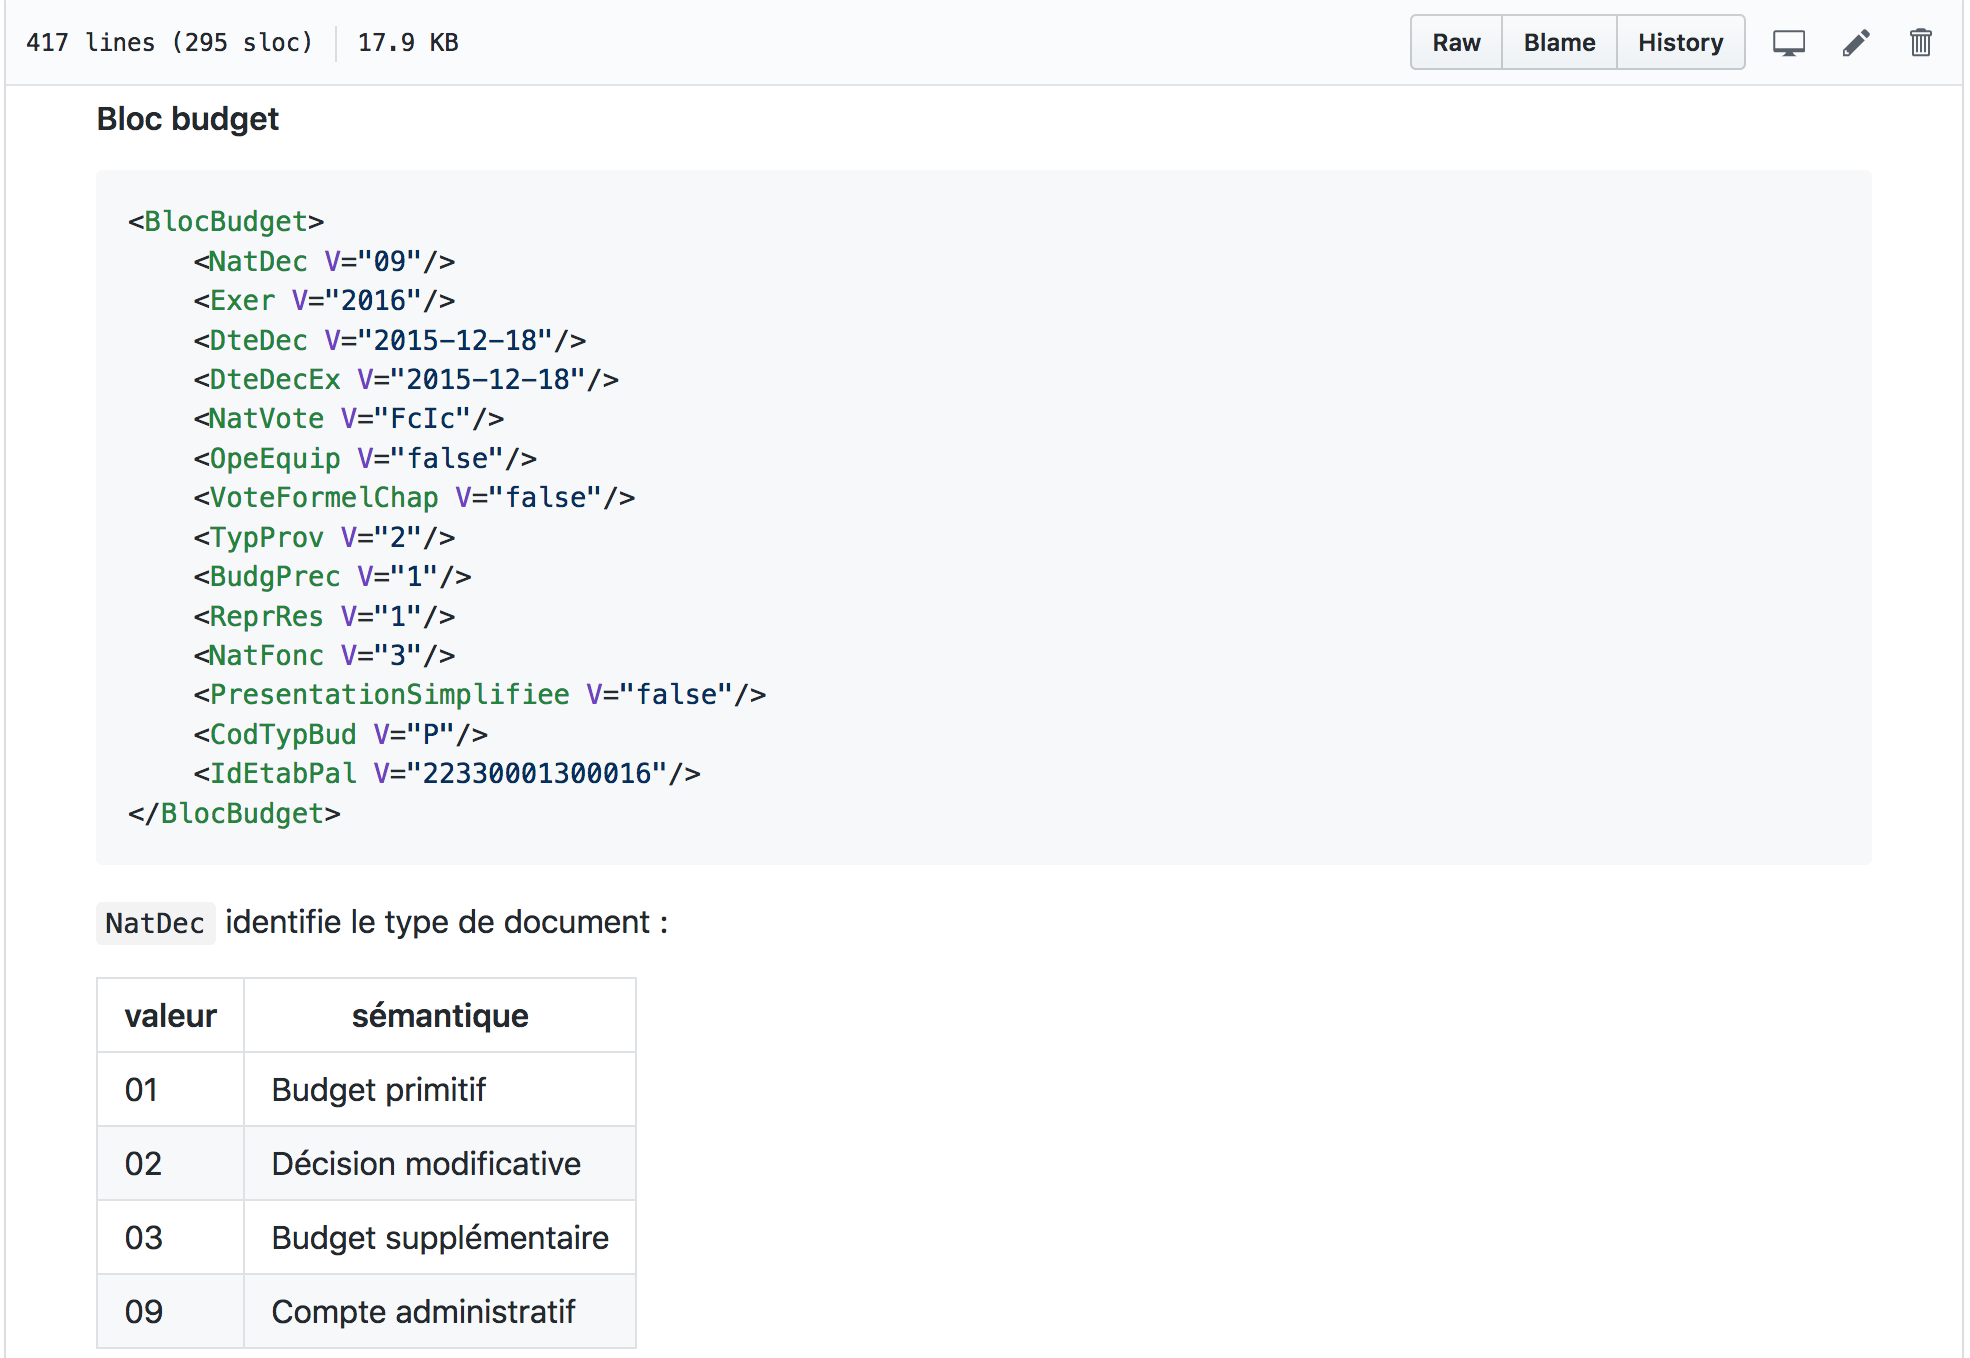 417 lines (295 sloc) 17.9 KB Raw Blame History
Bloc budget
<BlocBudget>
    <NatDec V="09"/>
    <Exer V="2016"/>
    <DteDec V="2015-12-18"/>
    <DteDecEx V="2015-12-18"/>
    <NatVote V="FcIc"/>
    <OpeEquip V="false"/>
    <VoteFormelChap V="false"/>
    <TypProv V="2"/>
    <BudgPrec V="1"/>
    <ReprRes V="1"/>
    <NatFonc V="3"/>
    <PresentationSimplifiee V="false"/>
    <CodTypBud V="P"/>
    <IdEtabPal V="22330001300016"/>
</BlocBudget>
NatDec identifie le type de document :
valeur sémantique
01 Budget primitif
02 Décision modificative
03 Budget supplémentaire
09 Compte administratif